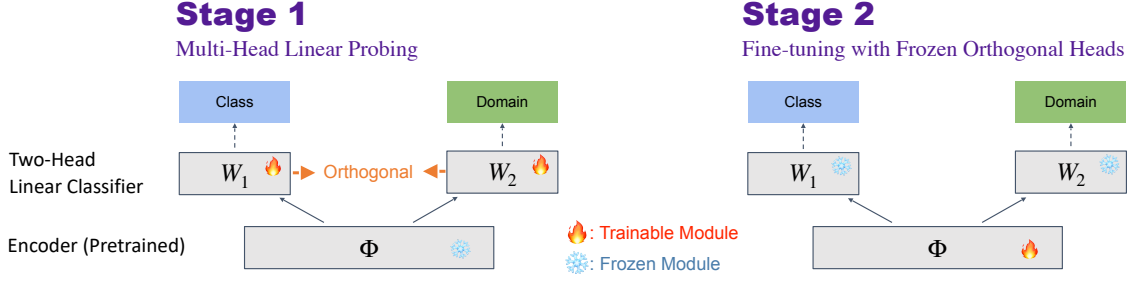 Stage 1
Multi-Head Linear Probing
Stage 2
Fine-tuning with Frozen Orthogonal Heads
Class
Domain
Class
Domain
Two-Head
Linear Classifier
W1
Orthogonal
W2
W1
W2
Encoder (Pretrained)
Φ
: Trainable Module
: Frozen Module
Φ